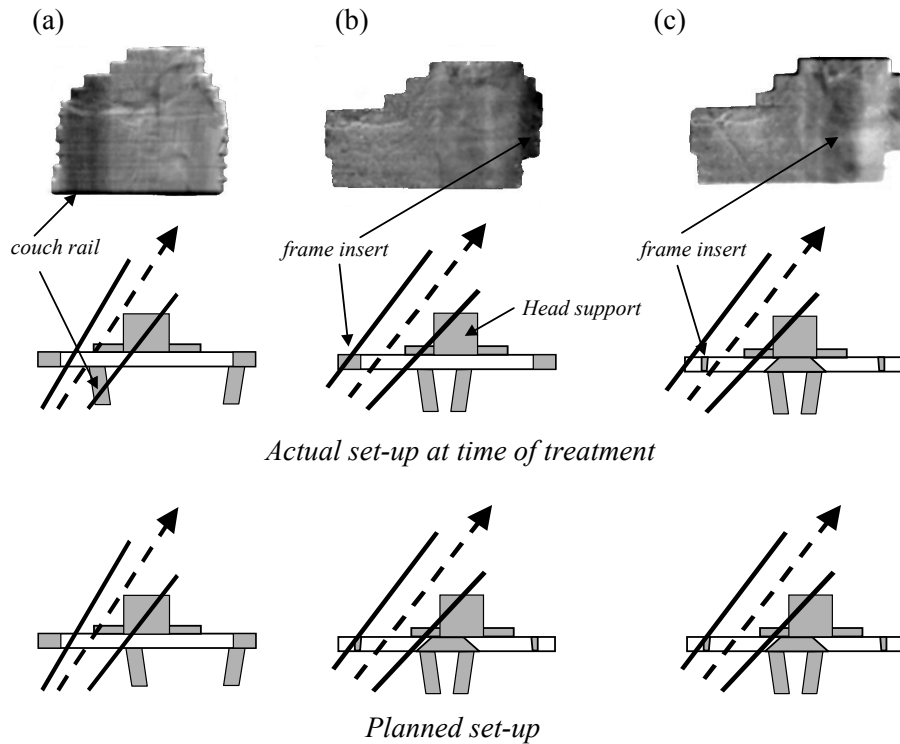 (a)
(b)
(c)
couch rail
frame insert
frame insert
Head support
Actual set-up at time of treatment
Planned set-up